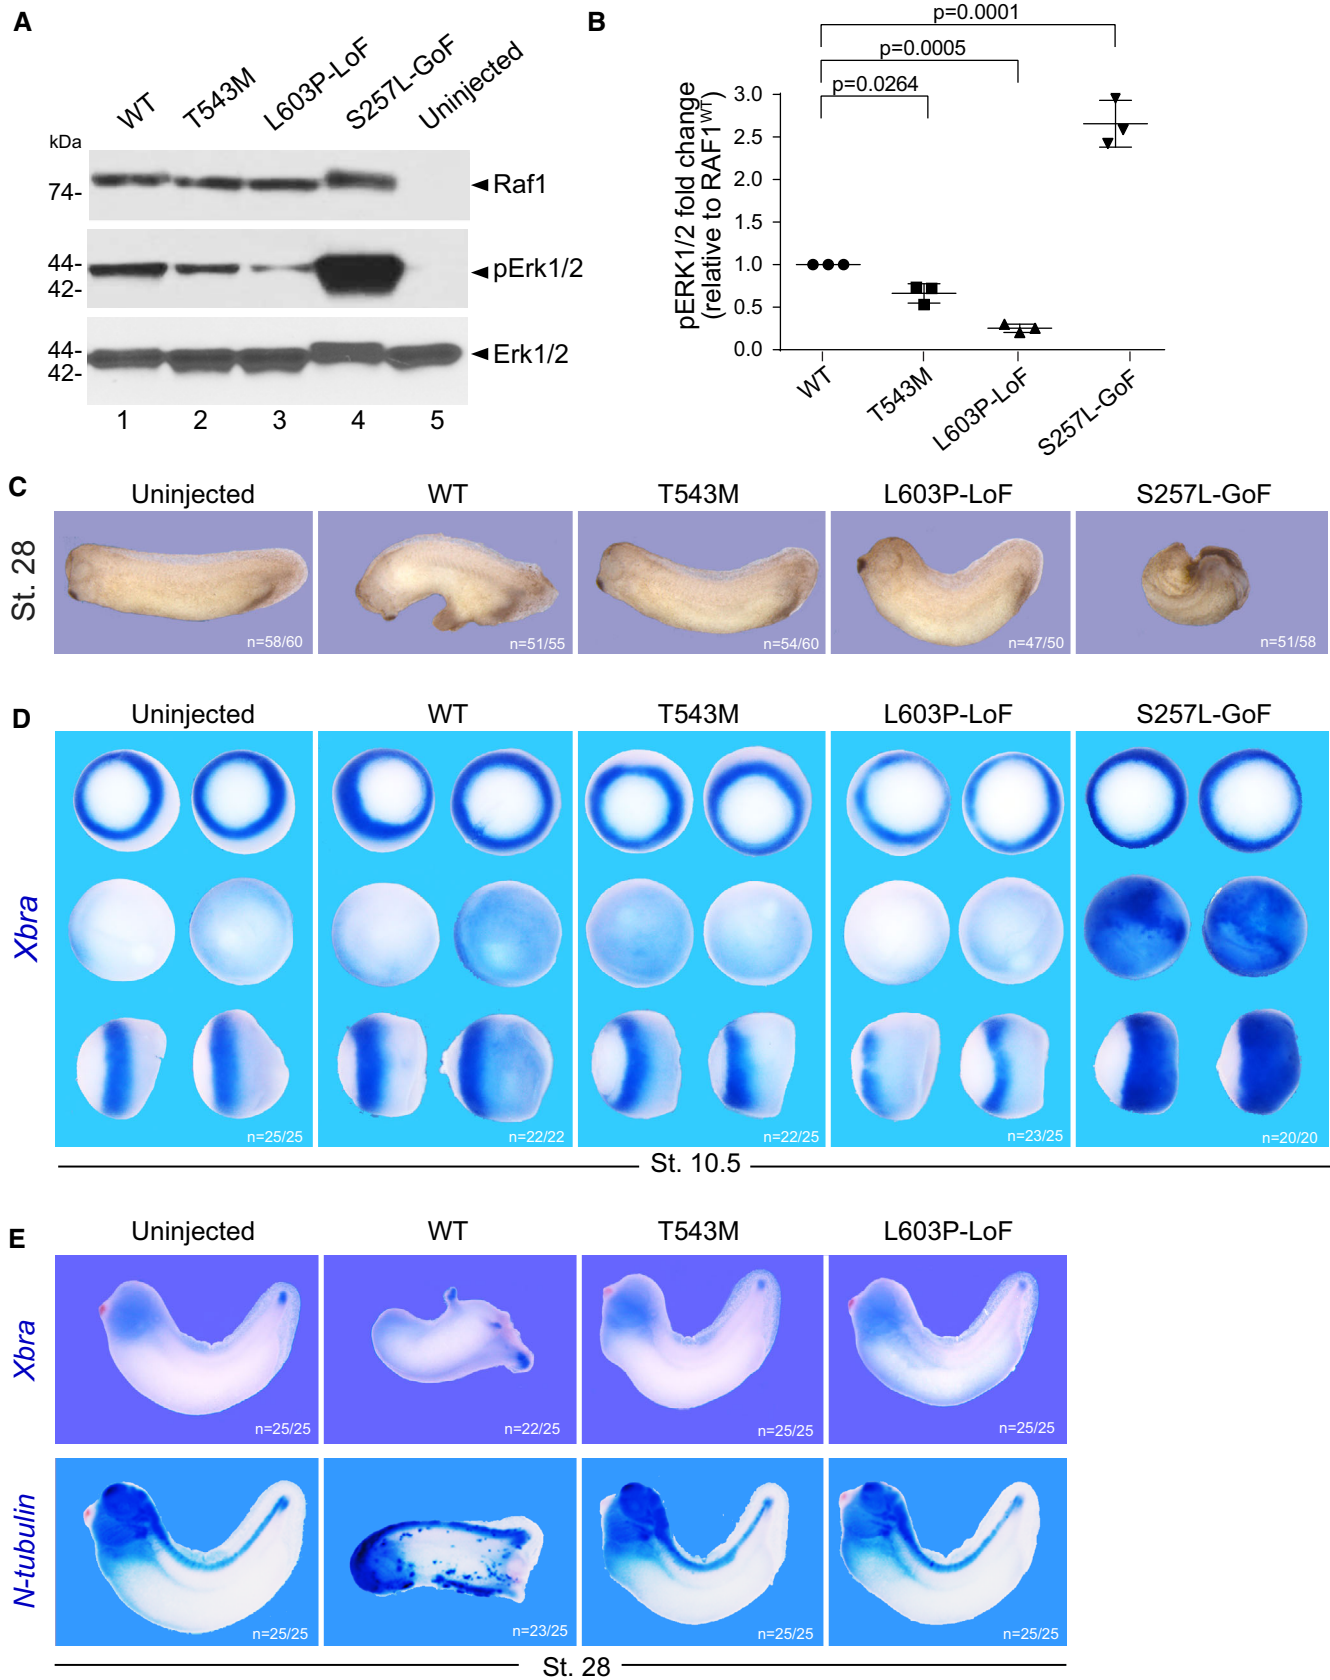 A
WT
T543M
L603P-LoF
S257L-GoF
Uninjected
kDa
74-
Raf1
44-
42-
pErk1/2
44-
42-
Erk1/2
1 2 3 4 5
B
p=0.0001
p=0.0005
p=0.0264
pERK1/2 fold change
(relative to RAF1WT)
3.0
2.5
2.0
1.5
1.0
0.5
0.0
WT
T543M
L603P-LoF
S257L-GoF
C
Uninjected WT T543M L603P-LoF S257L-GoF
St. 28
n=58/60 n=51/55 n=54/60 n=47/50 n=51/58
D
Uninjected WT T543M L603P-LoF S257L-GoF
Xbra
n=25/25 n=22/22 n=22/25 n=23/25 n=20/20
St. 10.5
E
Uninjected WT T543M L603P-LoF
Xbra
n=25/25 n=22/25 n=25/25 n=25/25
N-tubulin
n=25/25 n=23/25 n=25/25 n=25/25
St. 28